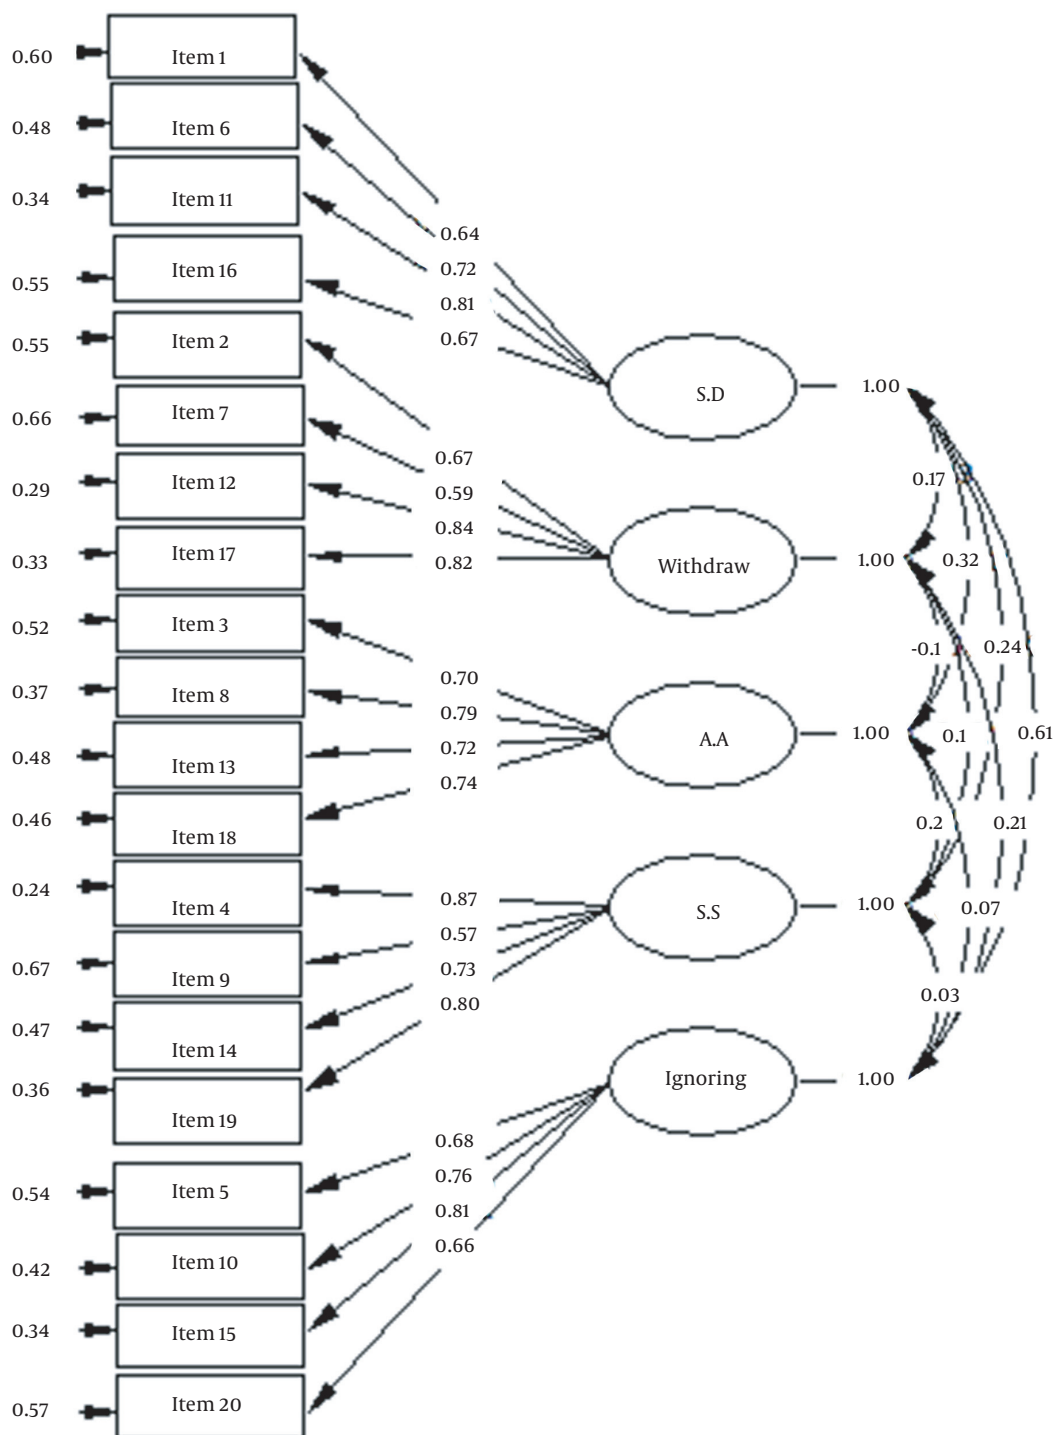 0.60 Item 1
0.48 Item 6
0.34 Item 11
0.55 Item 16
0.55 Item 2
0.66 Item 7
0.29 Item 12
0.33 Item 17
0.52 Item 3
0.37 Item 8
0.48 Item 13
0.46 Item 18
0.24 Item 4
0.67 Item 9
0.47 Item 14
0.36 Item 19
0.54 Item 5
0.42 Item 10
0.34 Item 15
0.57 Item 20
0.64
0.72
0.81
0.67
0.67
0.59
0.84
0.82
0.70
0.79
0.72
0.74
0.87
0.57
0.73
0.80
0.68
0.76
0.81
0.66
S.D 1.00
Withdraw 1.00
A.A 1.00
S.S 1.00
Ignoring 1.00
0.17
0.32
-0.1 0.24
0.1 0.61
0.2 0.21
0.07
0.03